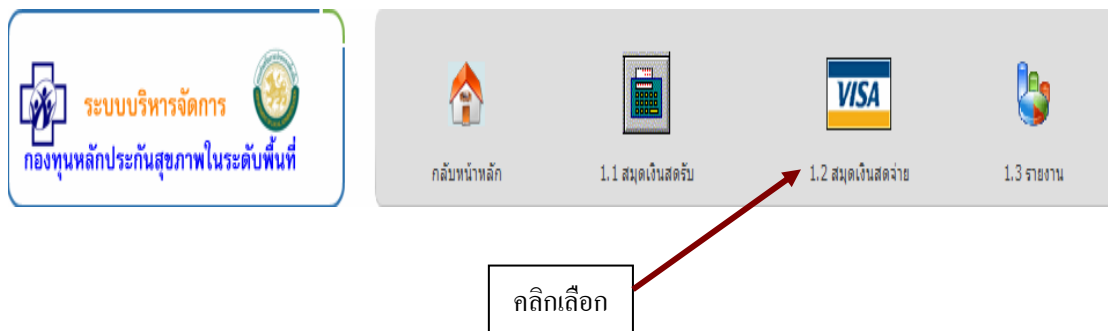 ระบบบริหารจัดการ
กองทุนหลักประกันสุขภาพในระดับพื้นที่
VISA
กลับหน้าหลัก
1.1 สมุดเงินสดรับ
1.2 สมุดเงินสดจ่าย
1.3 รายงาน
คลิกเลือก